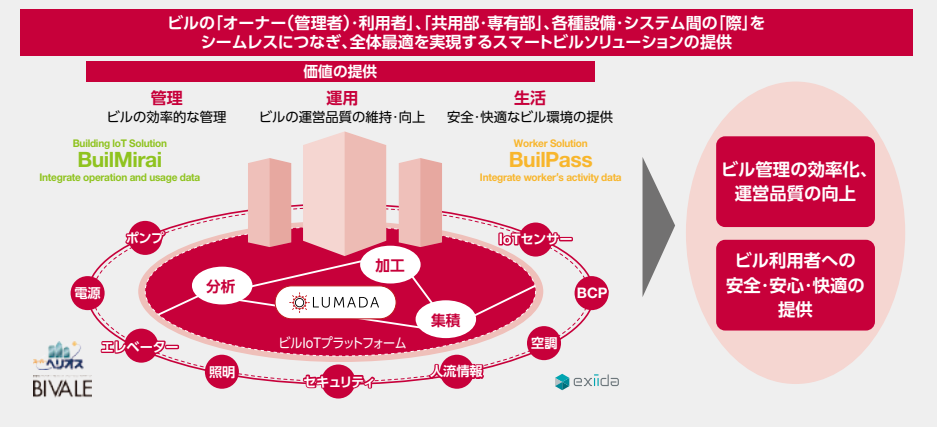 ビルの「オーナー（管理者）・利用者」、「共用部・専有部」、各種設備・システム間の「際」を
シームレスにつなぎ、全体最適を実現するスマートビルソリューションの提供
価値の提供
管理
ビルの効率的な管理
運用
ビルの運営品質の維持・向上
生活
安全・快適なビル環境の提供
Building IoT Solution
BuilMirai
Integrate operation and usage data
Worker Solution
BuilPass
Integrate worker's activity data
ポンプ
IoTセンサー
電源
BCP
エレベーター
空調
照明
人流情報
セキュリティ
加工
分析
LUMADA
集積
ビルIoTプラットフォーム
ヘリオス
BIVALE
exiida
ビル管理の効率化、
運営品質の向上
ビル利用者への
安全・安心・快適の
提供